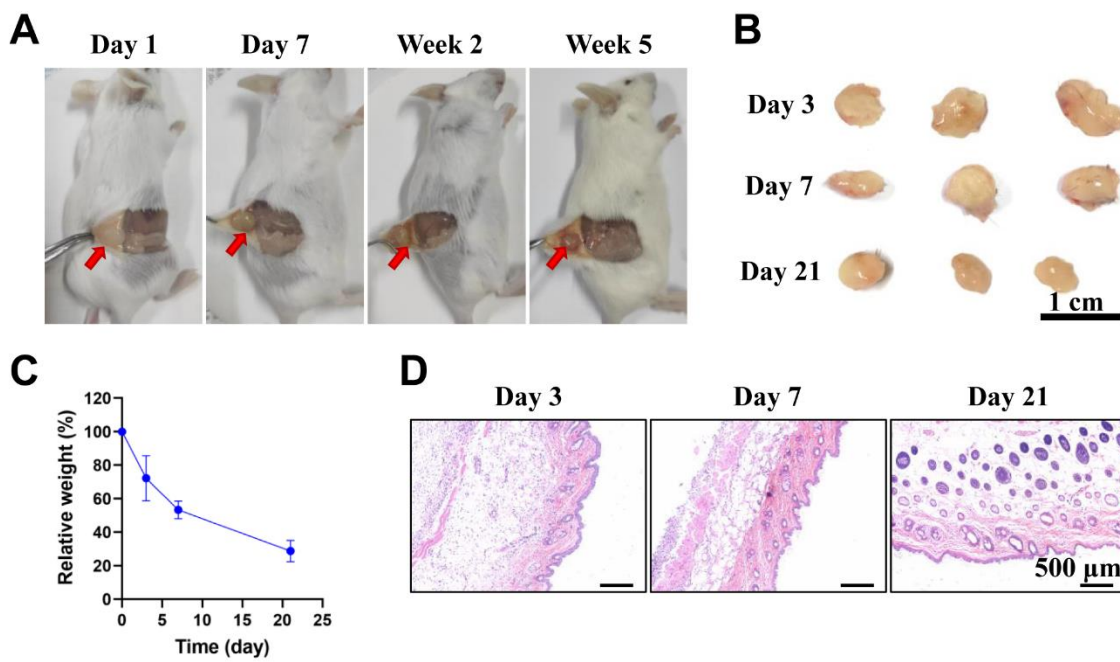 A
Day 1
Day 7
Week 2
Week 5
B
Day 3
Day 7
Day 21
1 cm
C
120
100
80
60
40
20
0
Relative weight (%)
0
5
10
15
20
25
Time (day)
D
Day 3
Day 7
Day 21
500 µm